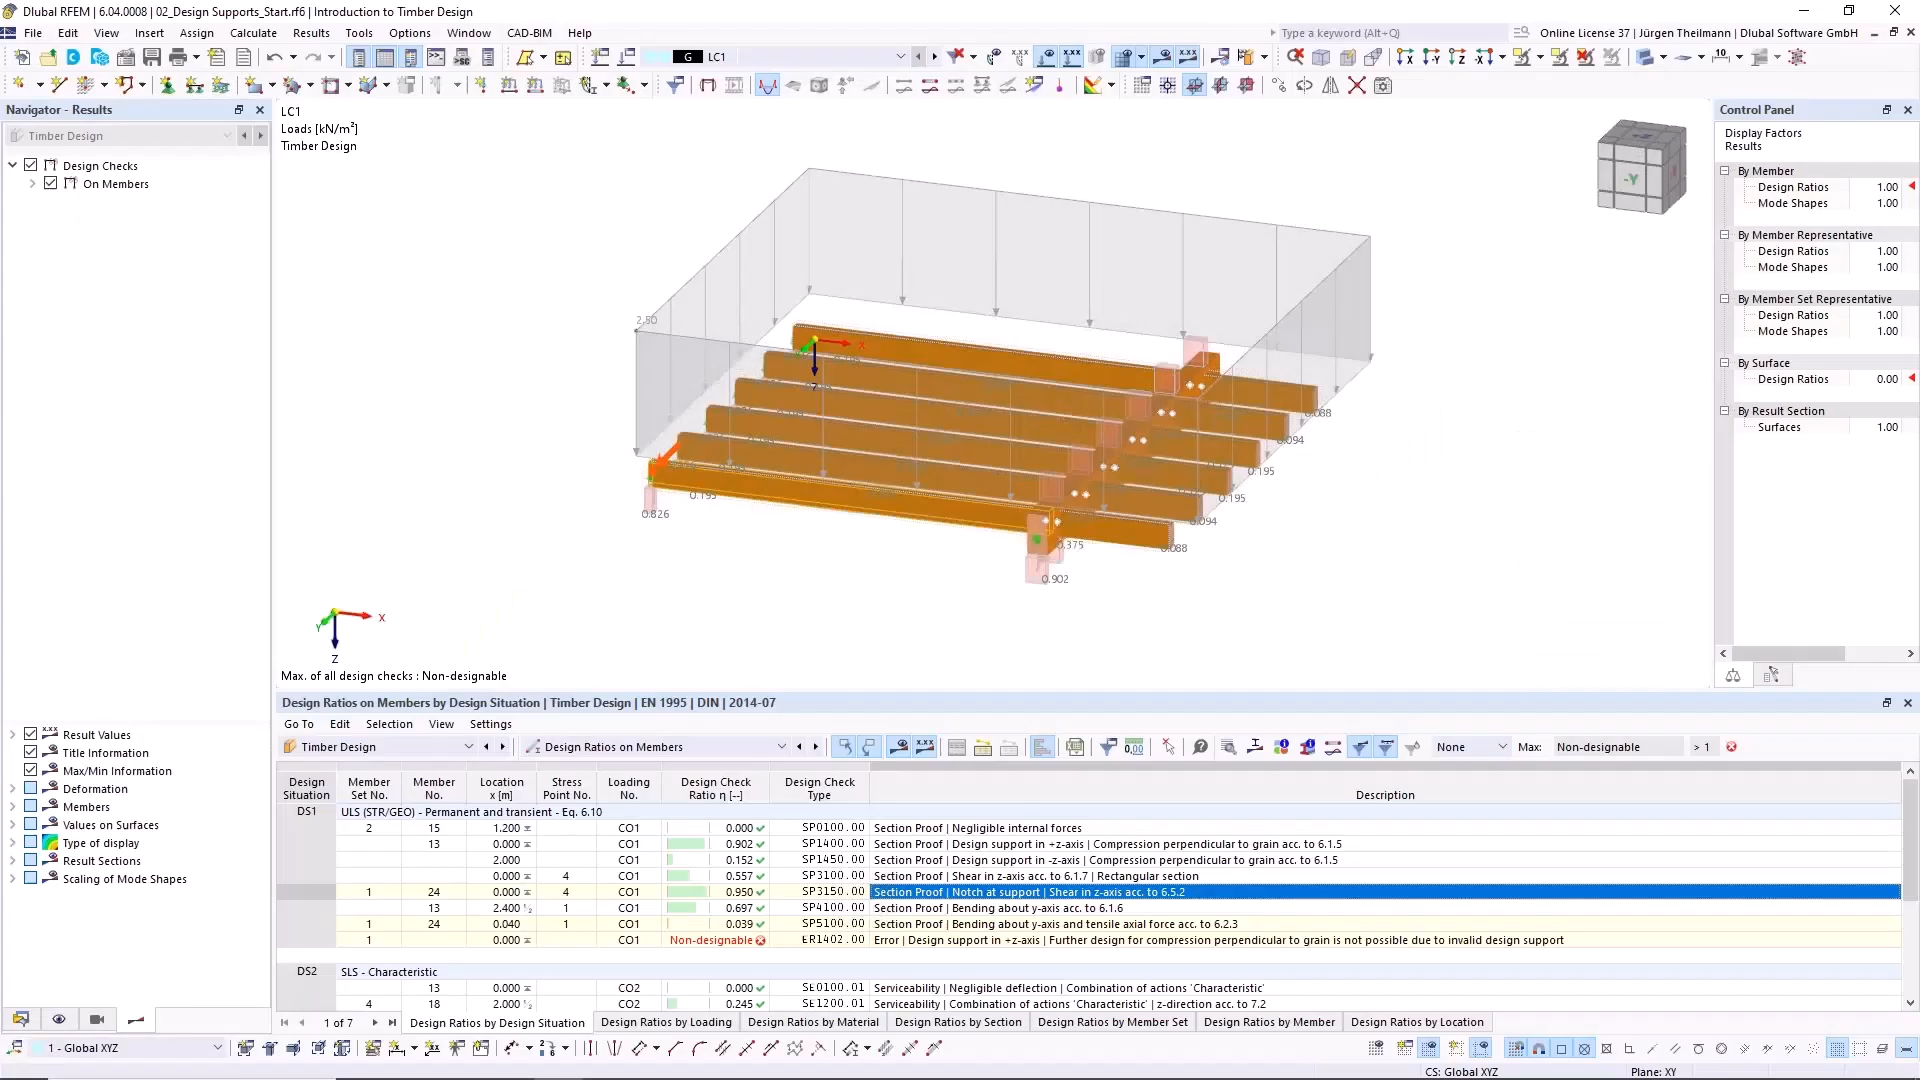 Dlubal RFEM | 6.04.0008 | 02_Design Supports_Start.rf6 | Introduction to Timber Design
File Edit View Insert Assign Calculate Results Tools Options Window CAD-BIM Help
Type a keyword (Alt+Q)
Online License 37 | Jürgen Theilmann | Dlubal Software GmbH
G LC1
Navigator - Results
Timber Design
Design Checks
On Members
Result Values
Title Information
Max/Min Information
Deformation
Members
Values on Surfaces
Type of display
Result Sections
Scaling of Mode Shapes
1 - Global XYZ
LC1
Loads [kN/m²]
Timber Design
2.50
X
Z
0.088
0.094
0.195
0.195
0.094
0.088
0.195
0.826
0.375
0.902
-Y
X
Y
Z
Max. of all design checks : Non-designable
Control Panel
Display Factors
Results
By Member
Design Ratios 1.00
Mode Shapes 1.00
By Member Representative
Design Ratios 1.00
Mode Shapes 1.00
By Member Set Representative
Design Ratios 1.00
Mode Shapes 1.00
By Surface
Design Ratios 0.00
By Result Section
Surfaces 1.00
Design Ratios on Members by Design Situation | Timber Design | EN 1995 | DIN | 2014-07
Go To Edit Selection View Settings
Timber Design Design Ratios on Members None Max: Non-designable > 1
Design Situation Member Set No. Member No. Location x [m] Stress Point No. Loading No. Design Check Ratio η [--] Design Check Type Description
DS1 ULS (STR/GEO) - Permanent and transient - Eq. 6.10
2 15 1.200 CO1 0.000 SP0100.00 Section Proof | Negligible internal forces
13 0.000 CO1 0.902 SP1400.00 Section Proof | Design support in +z-axis | Compression perpendicular to grain acc. to 6.1.5
2.000 CO1 0.152 SP1450.00 Section Proof | Design support in -z-axis | Compression perpendicular to grain acc. to 6.1.5
0.000 4 CO1 0.557 SP3100.00 Section Proof | Shear in z-axis acc. to 6.1.7 | Rectangular section
1 24 0.000 4 CO1 0.950 SP3150.00 Section Proof | Notch at support | Shear in z-axis acc. to 6.5.2
13 2.400 ½ 1 CO1 0.697 SP4100.00 Section Proof | Bending about y-axis acc. to 6.1.6
1 24 0.040 1 CO1 0.039 SP5100.00 Section Proof | Bending about y-axis and tensile axial force acc. to 6.2.3
1 0.000 CO1 Non-designable ER1402.00 Error | Design support in +z-axis | Further design for compression perpendicular to grain is not possible due to invalid design support
DS2 SLS - Characteristic
13 0.000 CO2 0.000 SE0100.01 Serviceability | Negligible deflection | Combination of actions 'Characteristic'
4 18 2.000 ½ CO2 0.245 SE1200.01 Serviceability | Combination of actions 'Characteristic' | z-direction acc. to 7.2
1 of 7 Design Ratios by Design Situation Design Ratios by Loading Design Ratios by Material Design Ratios by Section Design Ratios by Member Set Design Ratios by Member Design Ratios by Location
CS: Global XYZ Plane: XY